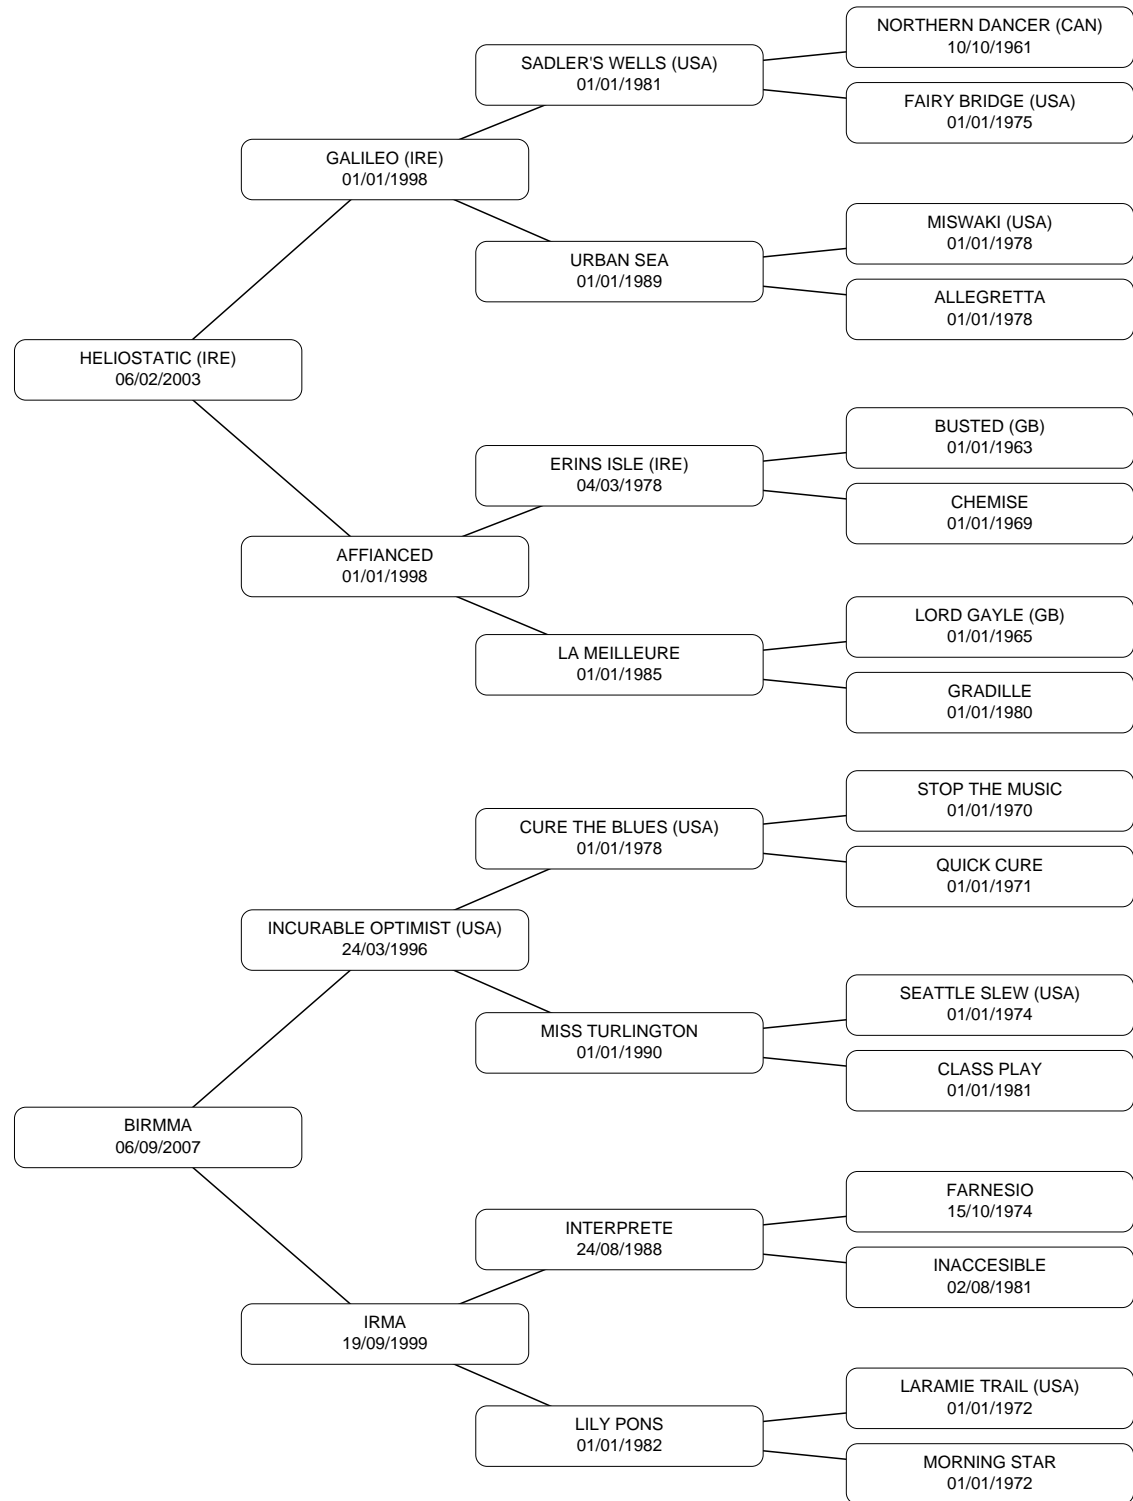 NORTHERN DANCER (CAN)
10/10/1961
SADLER'S WELLS (USA)
01/01/1981
FAIRY BRIDGE (USA)
01/01/1975
GALILEO (IRE)
01/01/1998
MISWAKI (USA)
01/01/1978
URBAN SEA
01/01/1989
ALLEGRETTA
01/01/1978
HELIOSTATIC (IRE)
06/02/2003
BUSTED (GB)
01/01/1963
ERINS ISLE (IRE)
04/03/1978
CHEMISE
01/01/1969
AFFIANCED
01/01/1998
LORD GAYLE (GB)
01/01/1965
LA MEILLEURE
01/01/1985
GRADILLE
01/01/1980
STOP THE MUSIC
01/01/1970
CURE THE BLUES (USA)
01/01/1978
QUICK CURE
01/01/1971
INCURABLE OPTIMIST (USA)
24/03/1996
SEATTLE SLEW (USA)
01/01/1974
MISS TURLINGTON
01/01/1990
CLASS PLAY
01/01/1981
BIRMMA
06/09/2007
FARNESIO
15/10/1974
INTERPRETE
24/08/1988
INACCESIBLE
02/08/1981
IRMA
19/09/1999
LARAMIE TRAIL (USA)
01/01/1972
LILY PONS
01/01/1982
MORNING STAR
01/01/1972